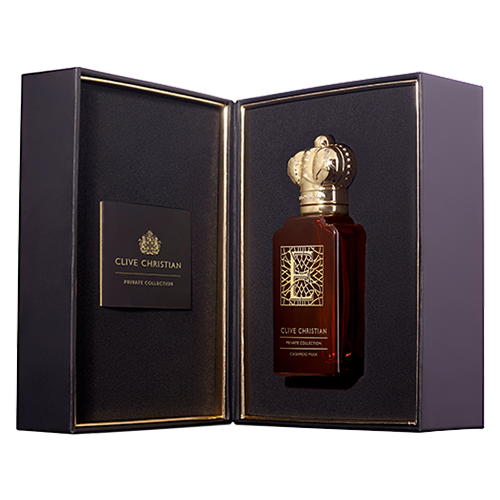 CLIVE CHRISTIAN
PRIVATE COLLECTION
E
CLIVE CHRISTIAN
PRIVATE COLLECTION
CASHMERE MUSK